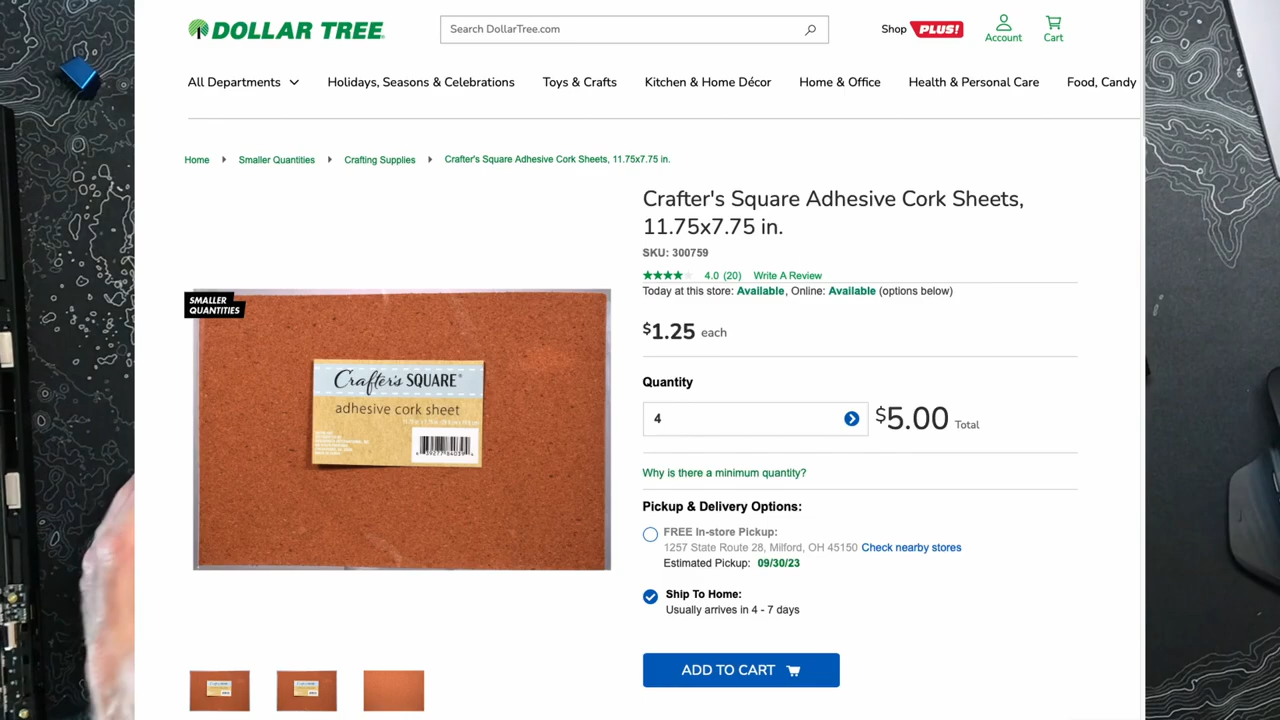 DOLLAR TREE
Search DollarTree.com
Shop PLUS!
Account
Cart
All Departments
Holidays, Seasons & Celebrations
Toys & Crafts
Kitchen & Home Décor
Home & Office
Health & Personal Care
Food, Candy
Home
Smaller Quantities
Crafting Supplies
Crafter's Square Adhesive Cork Sheets, 11.75x7.75 in.
Crafter's Square Adhesive Cork Sheets,
11.75x7.75 in.
SKU: 300759
4.0 (20) Write A Review
Today at this store: Available, Online: Available (options below)
$1.25 each
Quantity
4
$5.00 Total
Why is there a minimum quantity?
Pickup & Delivery Options:
FREE In-store Pickup:
1257 State Route 28, Milford, OH 45150 Check nearby stores
Estimated Pickup: 09/30/23
Ship To Home:
Usually arrives in 4 - 7 days
ADD TO CART
SMALLER
QUANTITIES
Crafter's SQUARE
adhesive cork sheet